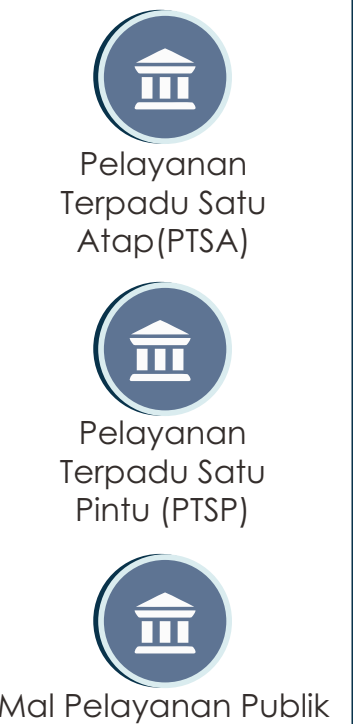 Pelayanan
Terpadu Satu
Atap(PTSA)
Pelayanan
Terpadu Satu
Pintu (PTSP)
Mal Pelayanan Publik